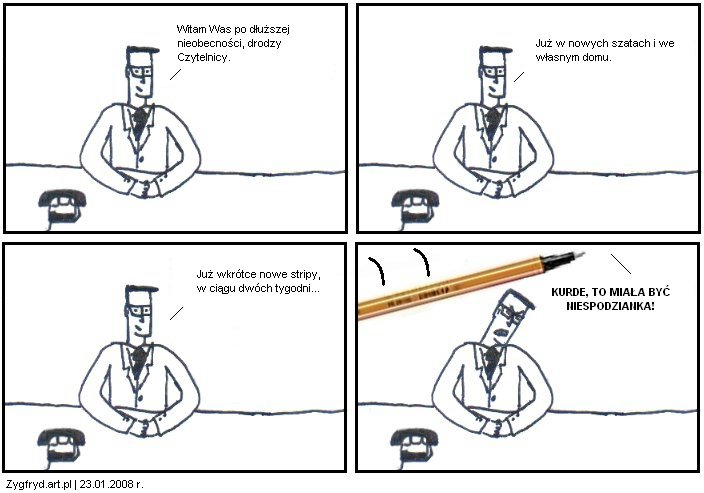 Witam Was po dłuższej
nieobecności, drodzy
Czytelnicy.
Już w nowych szatach i we
własnym domu.
Już wkrótce nowe stripy,
w ciągu dwóch tygodni...
KURDE, TO MIAŁA BYĆ
NIESPODZIANKA!
Zygfryd.art.pl | 23.01.2008 r.